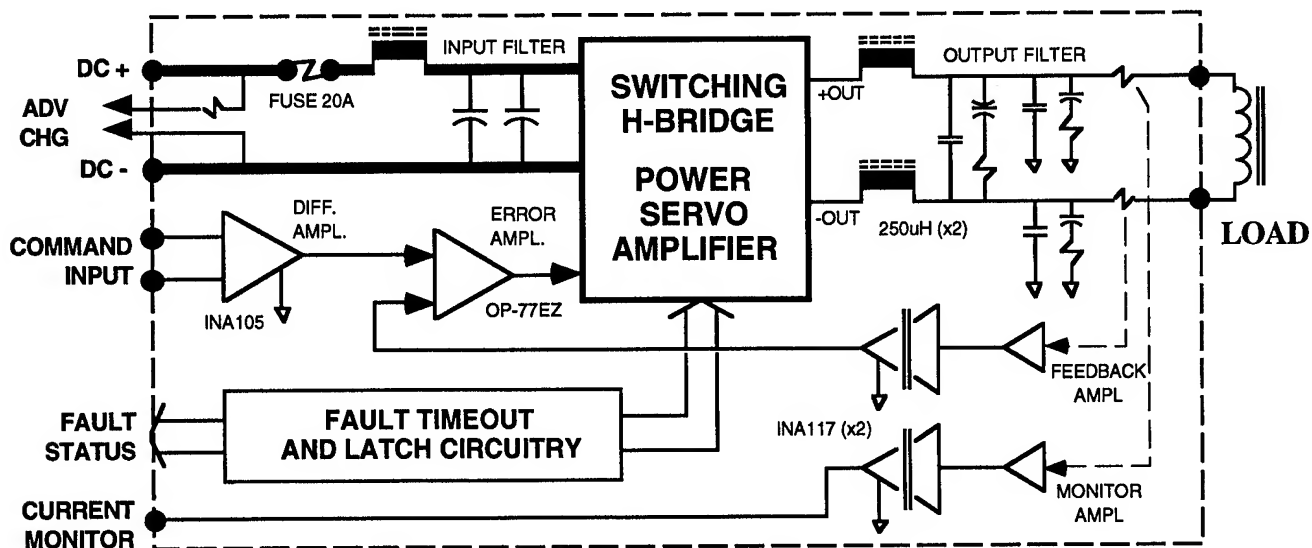 DC +
ADV
CHG
DC -
FUSE 20A
INPUT FILTER
SWITCHING
H-BRIDGE
POWER
SERVO
AMPLIFIER
+OUT
-OUT
OUTPUT FILTER
250uH (x2)
LOAD
COMMAND
INPUT
DIFF.
AMPL.
INA105
ERROR
AMPL.
OP-77EZ
FEEDBACK
AMPL
FAULT
STATUS
FAULT TIMEOUT
AND LATCH CIRCUITRY
INA117 (x2)
MONITOR
AMPL
CURRENT
MONITOR